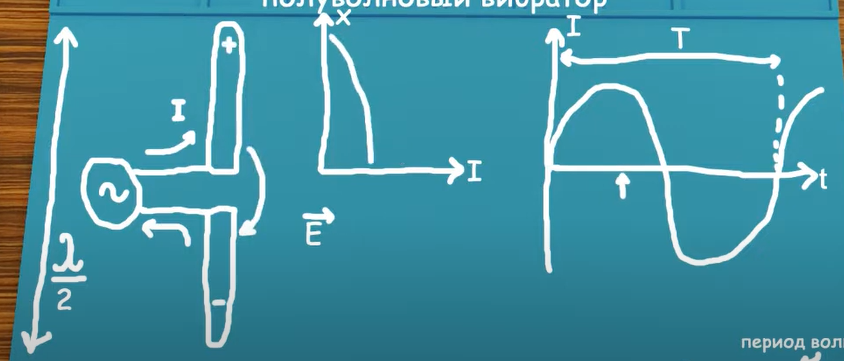 полуволновый вибратор
I
λ/2
+
~
-
x
I
E
I
T
t
период вол